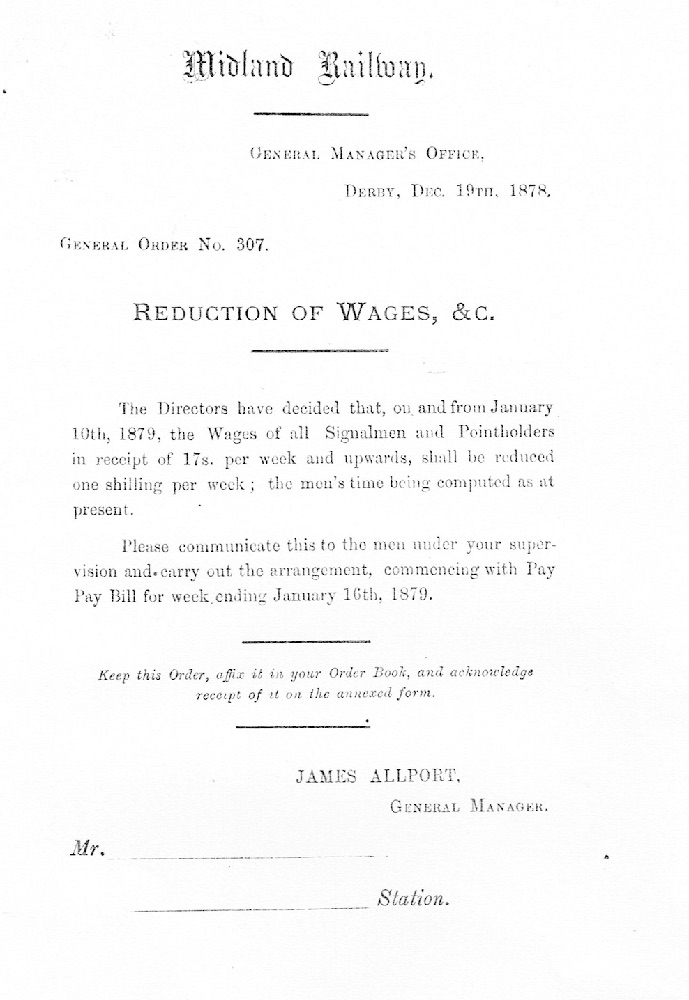 Midland Railway.
General Manager's Office,
Derby, Dec. 19th, 1878.
General Order No. 307.
Reduction of Wages, &c.
The Directors have decided that, on and from January
10th, 1879, the Wages of all Signalmen and Pointholders
in receipt of 17s. per week and upwards, shall be reduced
one shilling per week; the men's time being computed as at
present.
Please communicate this to the men under your super-
vision and carry out the arrangement, commencing with Pay
Pay Bill for week ending January 16th, 1879.
Keep this Order, affix it in your Order Book, and acknowledge
receipt of it on the annexed form.
JAMES ALLPORT,
General Manager.
Mr.
Station.